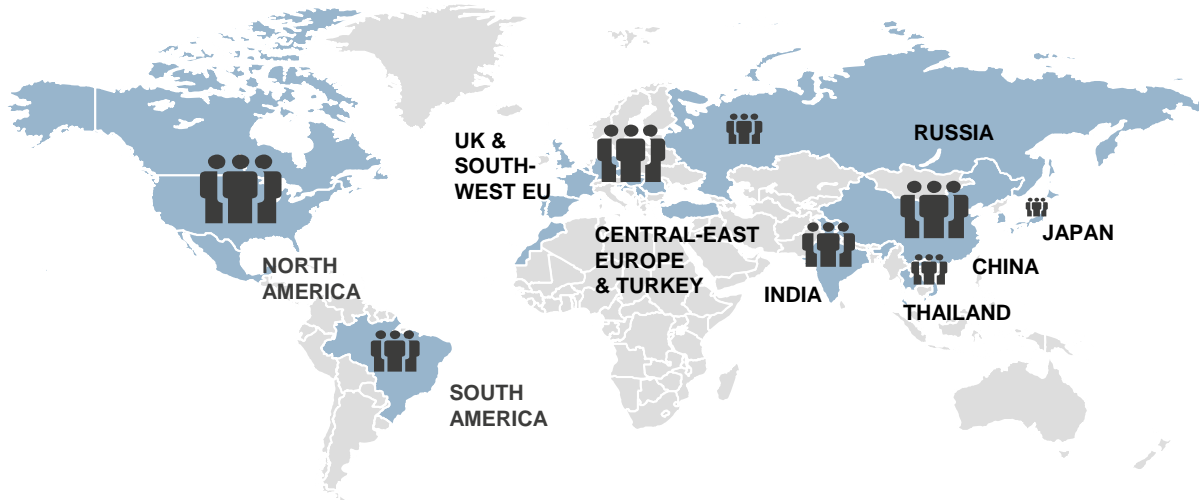 UK &
SOUTH-
WEST EU
RUSSIA
CENTRAL-EAST
EUROPE
& TURKEY
JAPAN
NORTH
AMERICA
CHINA
INDIA
THAILAND
SOUTH
AMERICA